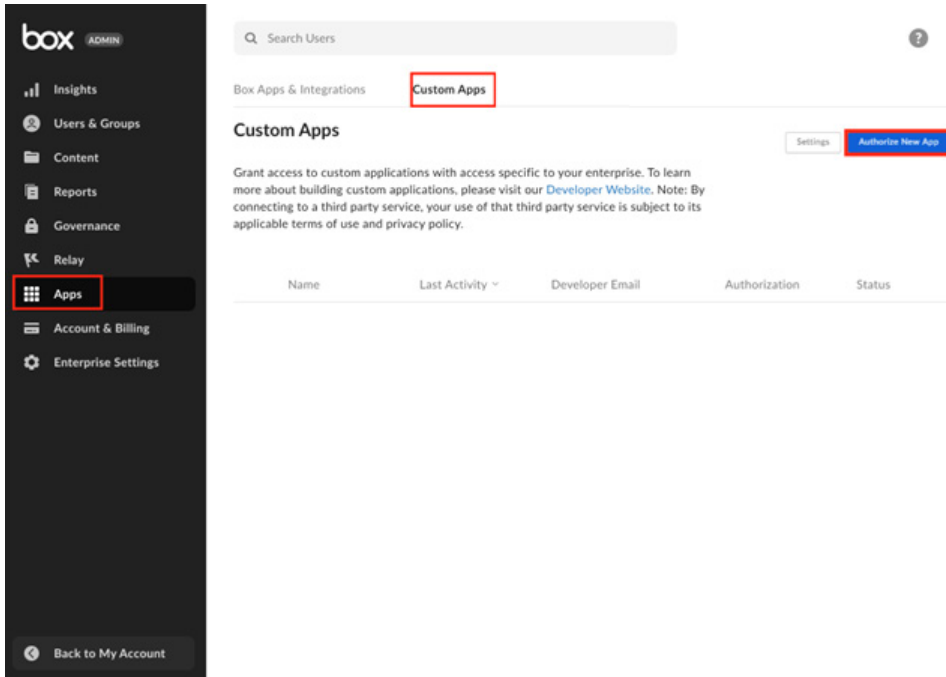 box ADMIN
Insights
Users & Groups
Content
Reports
Governance
Relay
Apps
Account & Billing
Enterprise Settings
Back to My Account
Search Users
?
Box Apps & Integrations
Custom Apps
Custom Apps
Settings
Authorize New App
Grant access to custom applications with access specific to your enterprise. To learn
more about building custom applications, please visit our Developer Website. Note: By
connecting to a third party service, your use of that third party service is subject to its
applicable terms of use and privacy policy.
Name Last Activity Developer Email Authorization Status